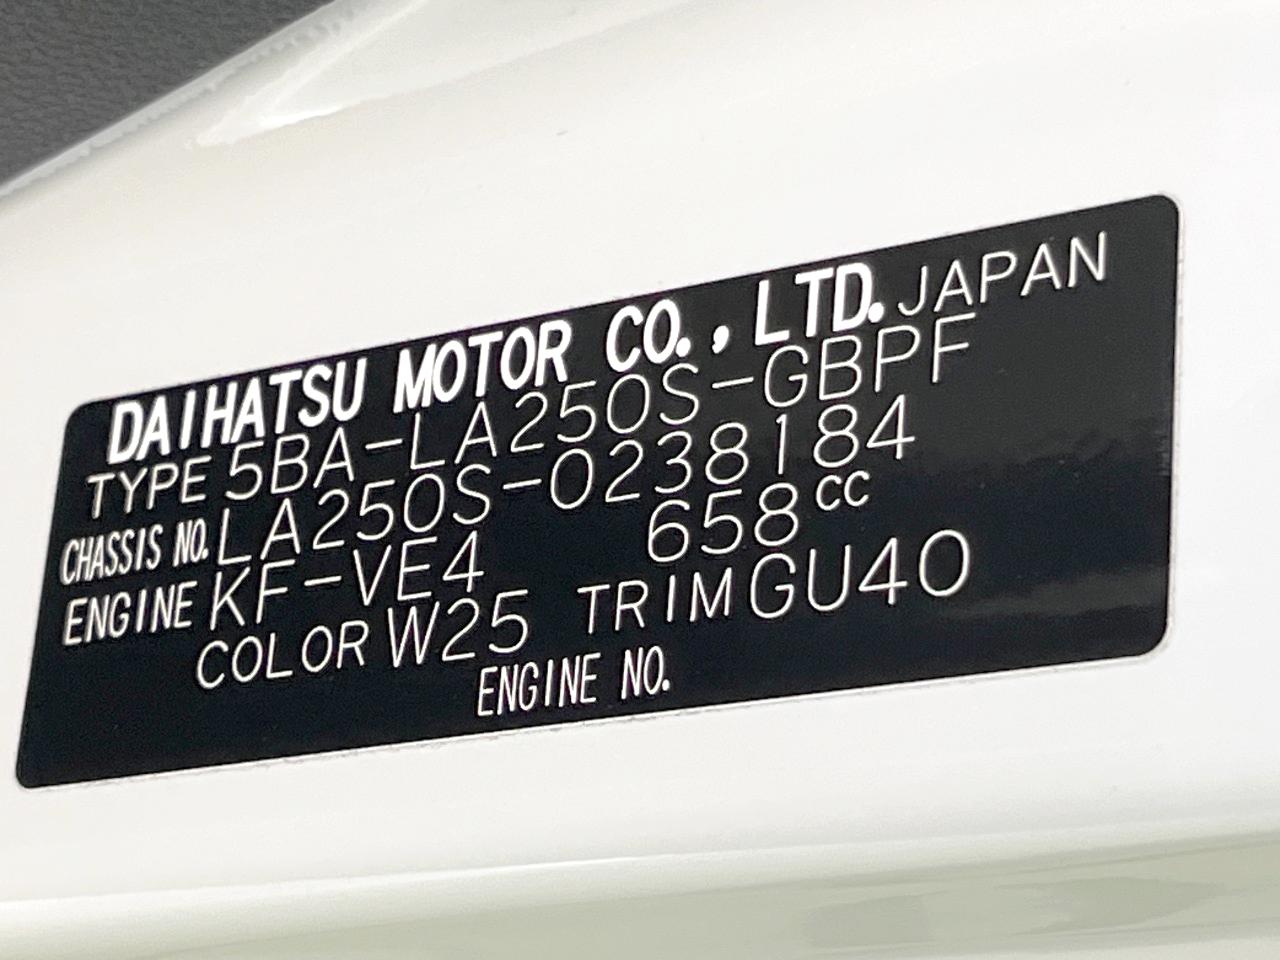 DAIHATSU MOTOR CO., LTD. JAPAN
TYPE 5BA-LA250S-GBPF
CHASSIS NO. LA250S-0238184
ENGINE KF-VE4 658cc
COLOR W25 TRIM GU40
ENGINE NO.